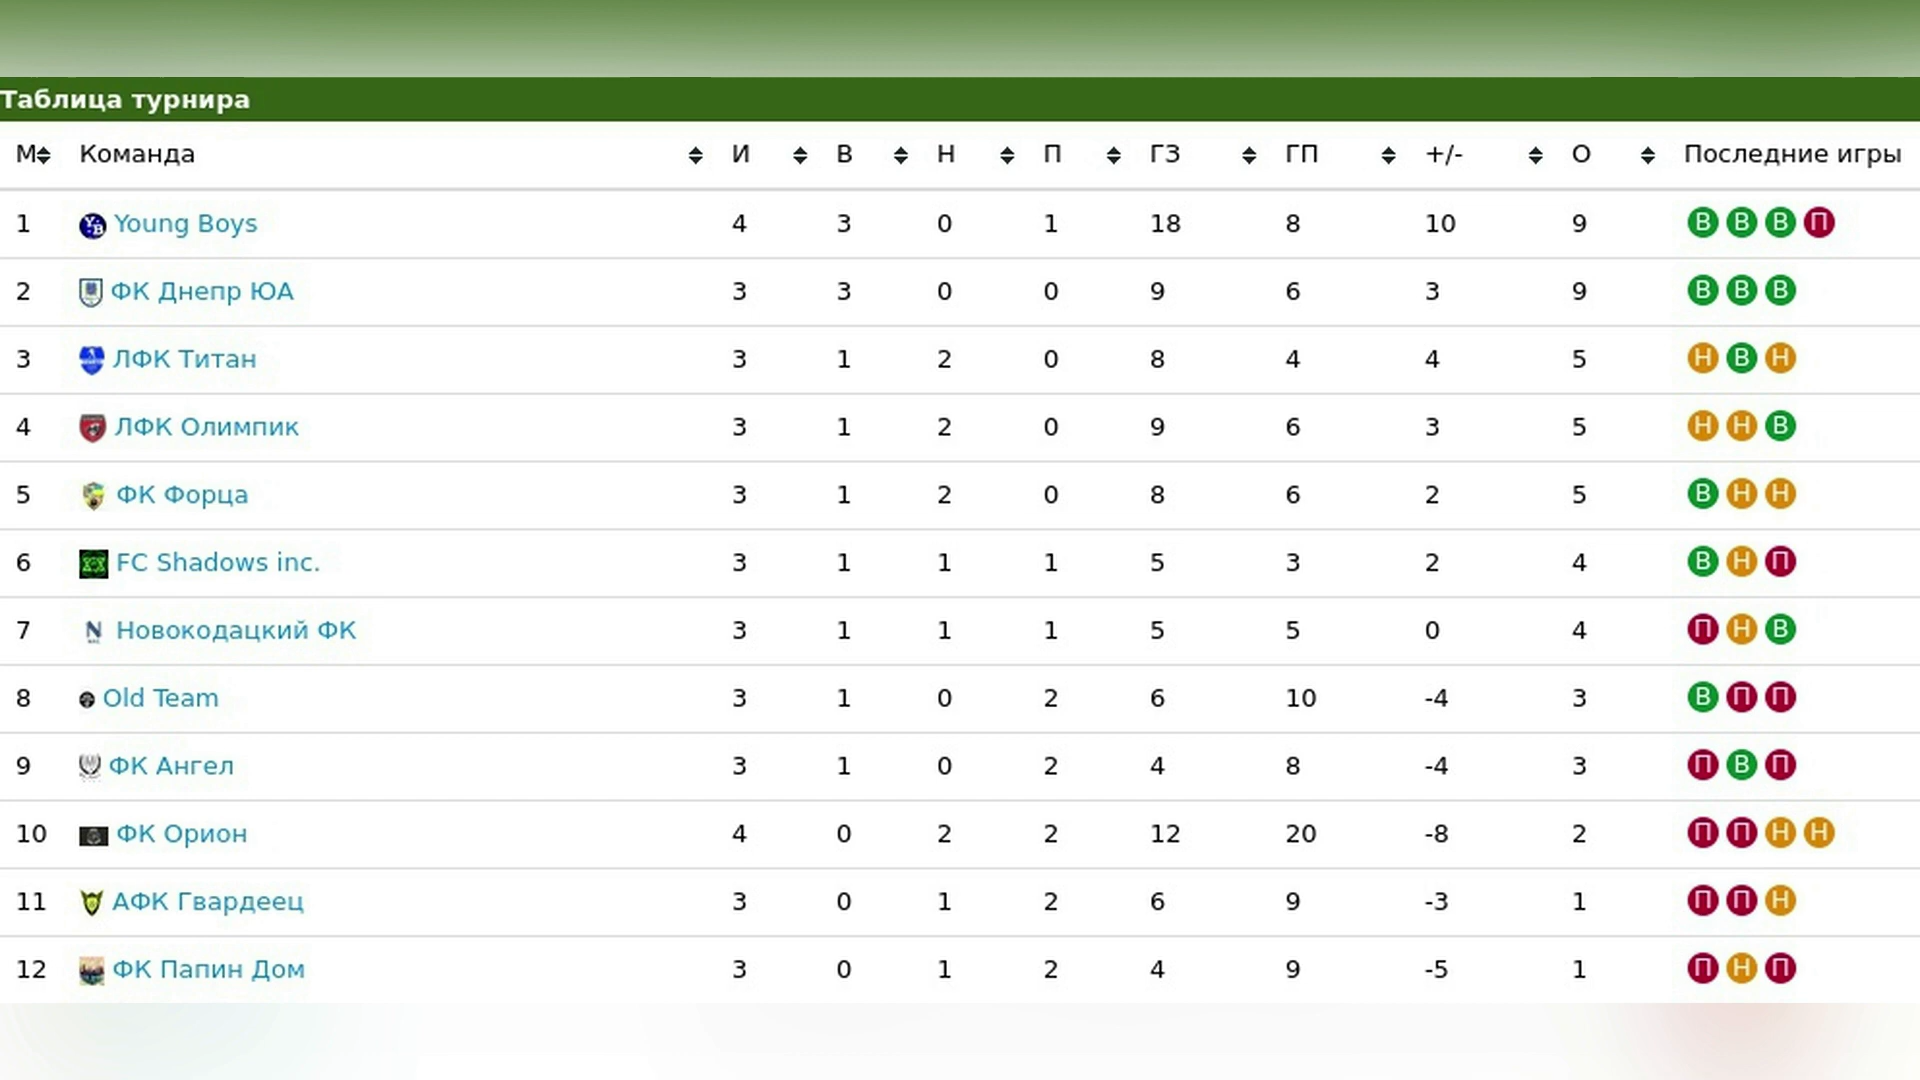 Таблица турнира
М Команда И В Н П ГЗ ГП +/- О Последние игры
1 Young Boys 4 3 0 1 18 8 10 9 В В В П
2 ФК Днепр ЮА 3 3 0 0 9 6 3 9 В В В
3 ЛФК Титан 3 1 2 0 8 4 4 5 Н В Н
4 ЛФК Олимпик 3 1 2 0 9 6 3 5 Н Н В
5 ФК Форца 3 1 2 0 8 6 2 5 В Н Н
6 FC Shadows inc. 3 1 1 1 5 3 2 4 В Н П
7 Новокодацкий ФК 3 1 1 1 5 5 0 4 П Н В
8 Old Team 3 1 0 2 6 10 -4 3 В П П
9 ФК Ангел 3 1 0 2 4 8 -4 3 П В П
10 ФК Орион 4 0 2 2 12 20 -8 2 П П Н Н
11 АФК Гвардеец 3 0 1 2 6 9 -3 1 П П Н
12 ФК Папин Дом 3 0 1 2 4 9 -5 1 П Н П